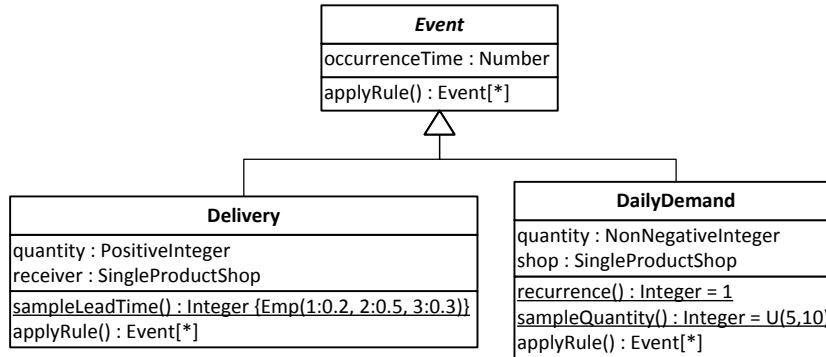 Event
occurrenceTime : Number
applyRule() : Event[*]
Delivery
quantity : PositiveInteger
receiver : SingleProductShop
sampleLeadTime() : Integer {Emp(1:0.2, 2:0.5, 3:0.3)}
applyRule() : Event[*]
DailyDemand
quantity : NonNegativeInteger
shop : SingleProductShop
recurrence() : Integer = 1
sampleQuantity() : Integer = U(5,10)
applyRule() : Event[*]